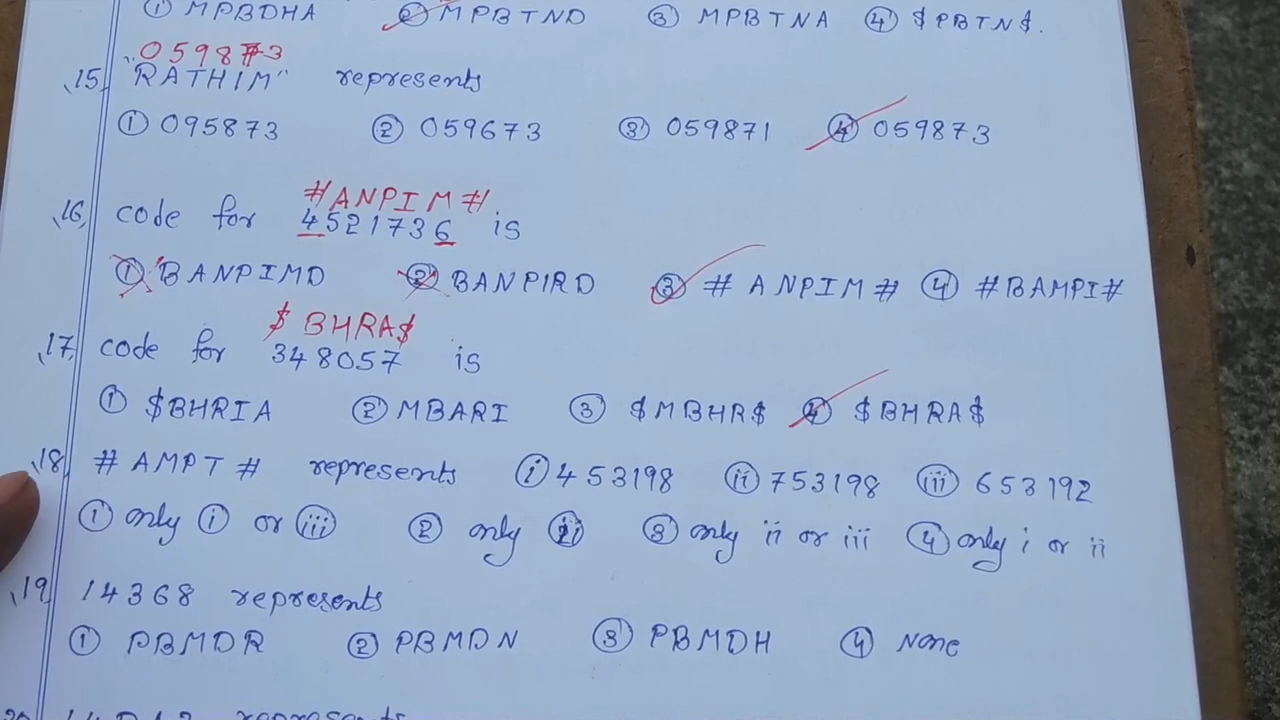 ① MPBDHA ② MPBTND ③ MPBTNA ④ $PBTN$.
059873
15, "RATHIM" represents
① 095873 ② 059673 ③ 059871 ④ 059873
#ANPIM#
16, code for 4521736 is
① BANPIMD ② BANPIRD ③ #ANPIM# ④ #BAMPI#
$BHRA$
17, code for 348057 is
① $BHRIA ② MBARI ③ $MBHR$ ④ $BHRA$
18, #AMPT# represents ⓘ 453198 ⓘⓘ 753198 ⓘⓘⓘ 653192
① only ⓘ or ⓘⓘⓘ ② only ③ only ii or iii ④ only i or ii
19, 14368 represents
① PBMDR ② PBMDN ③ PBMDH ④ None
represents